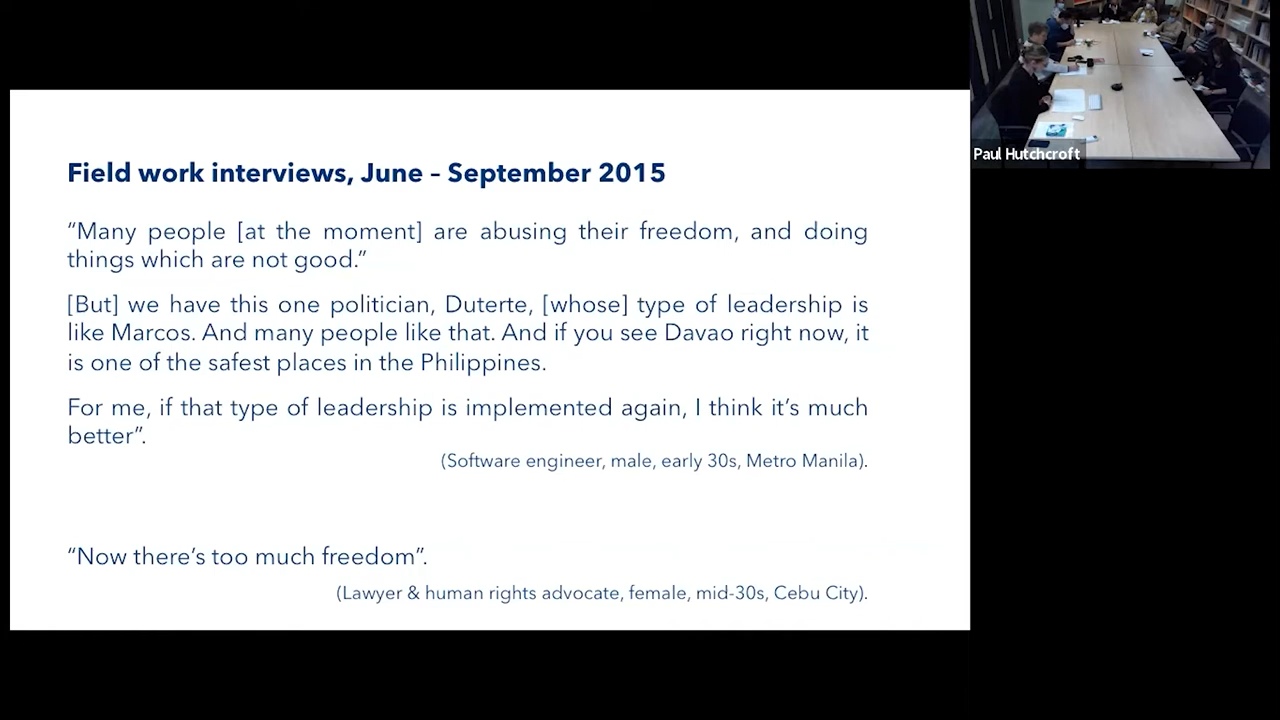 Paul Hutchcroft
Field work interviews, June – September 2015
“Many people [at the moment] are abusing their freedom, and doing
things which are not good.”
[But] we have this one politician, Duterte, [whose] type of leadership is
like Marcos. And many people like that. And if you see Davao right now, it
is one of the safest places in the Philippines.
For me, if that type of leadership is implemented again, I think it’s much
better”.
(Software engineer, male, early 30s, Metro Manila).
“Now there’s too much freedom”.
(Lawyer & human rights advocate, female, mid-30s, Cebu City).